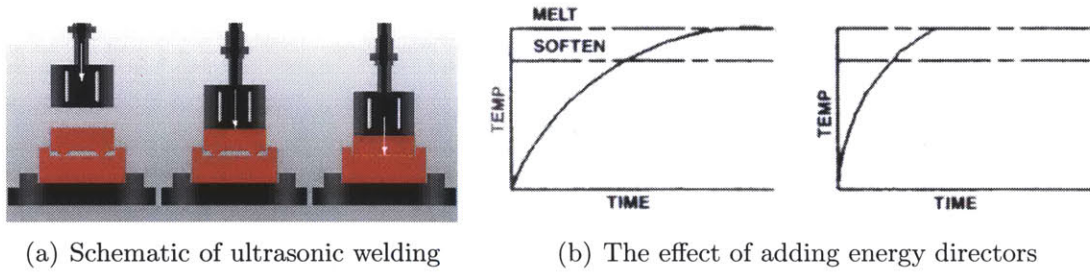 MELT
SOFTEN
TEMP
TIME
TEMP
TIME
(a) Schematic of ultrasonic welding
(b) The effect of adding energy directors